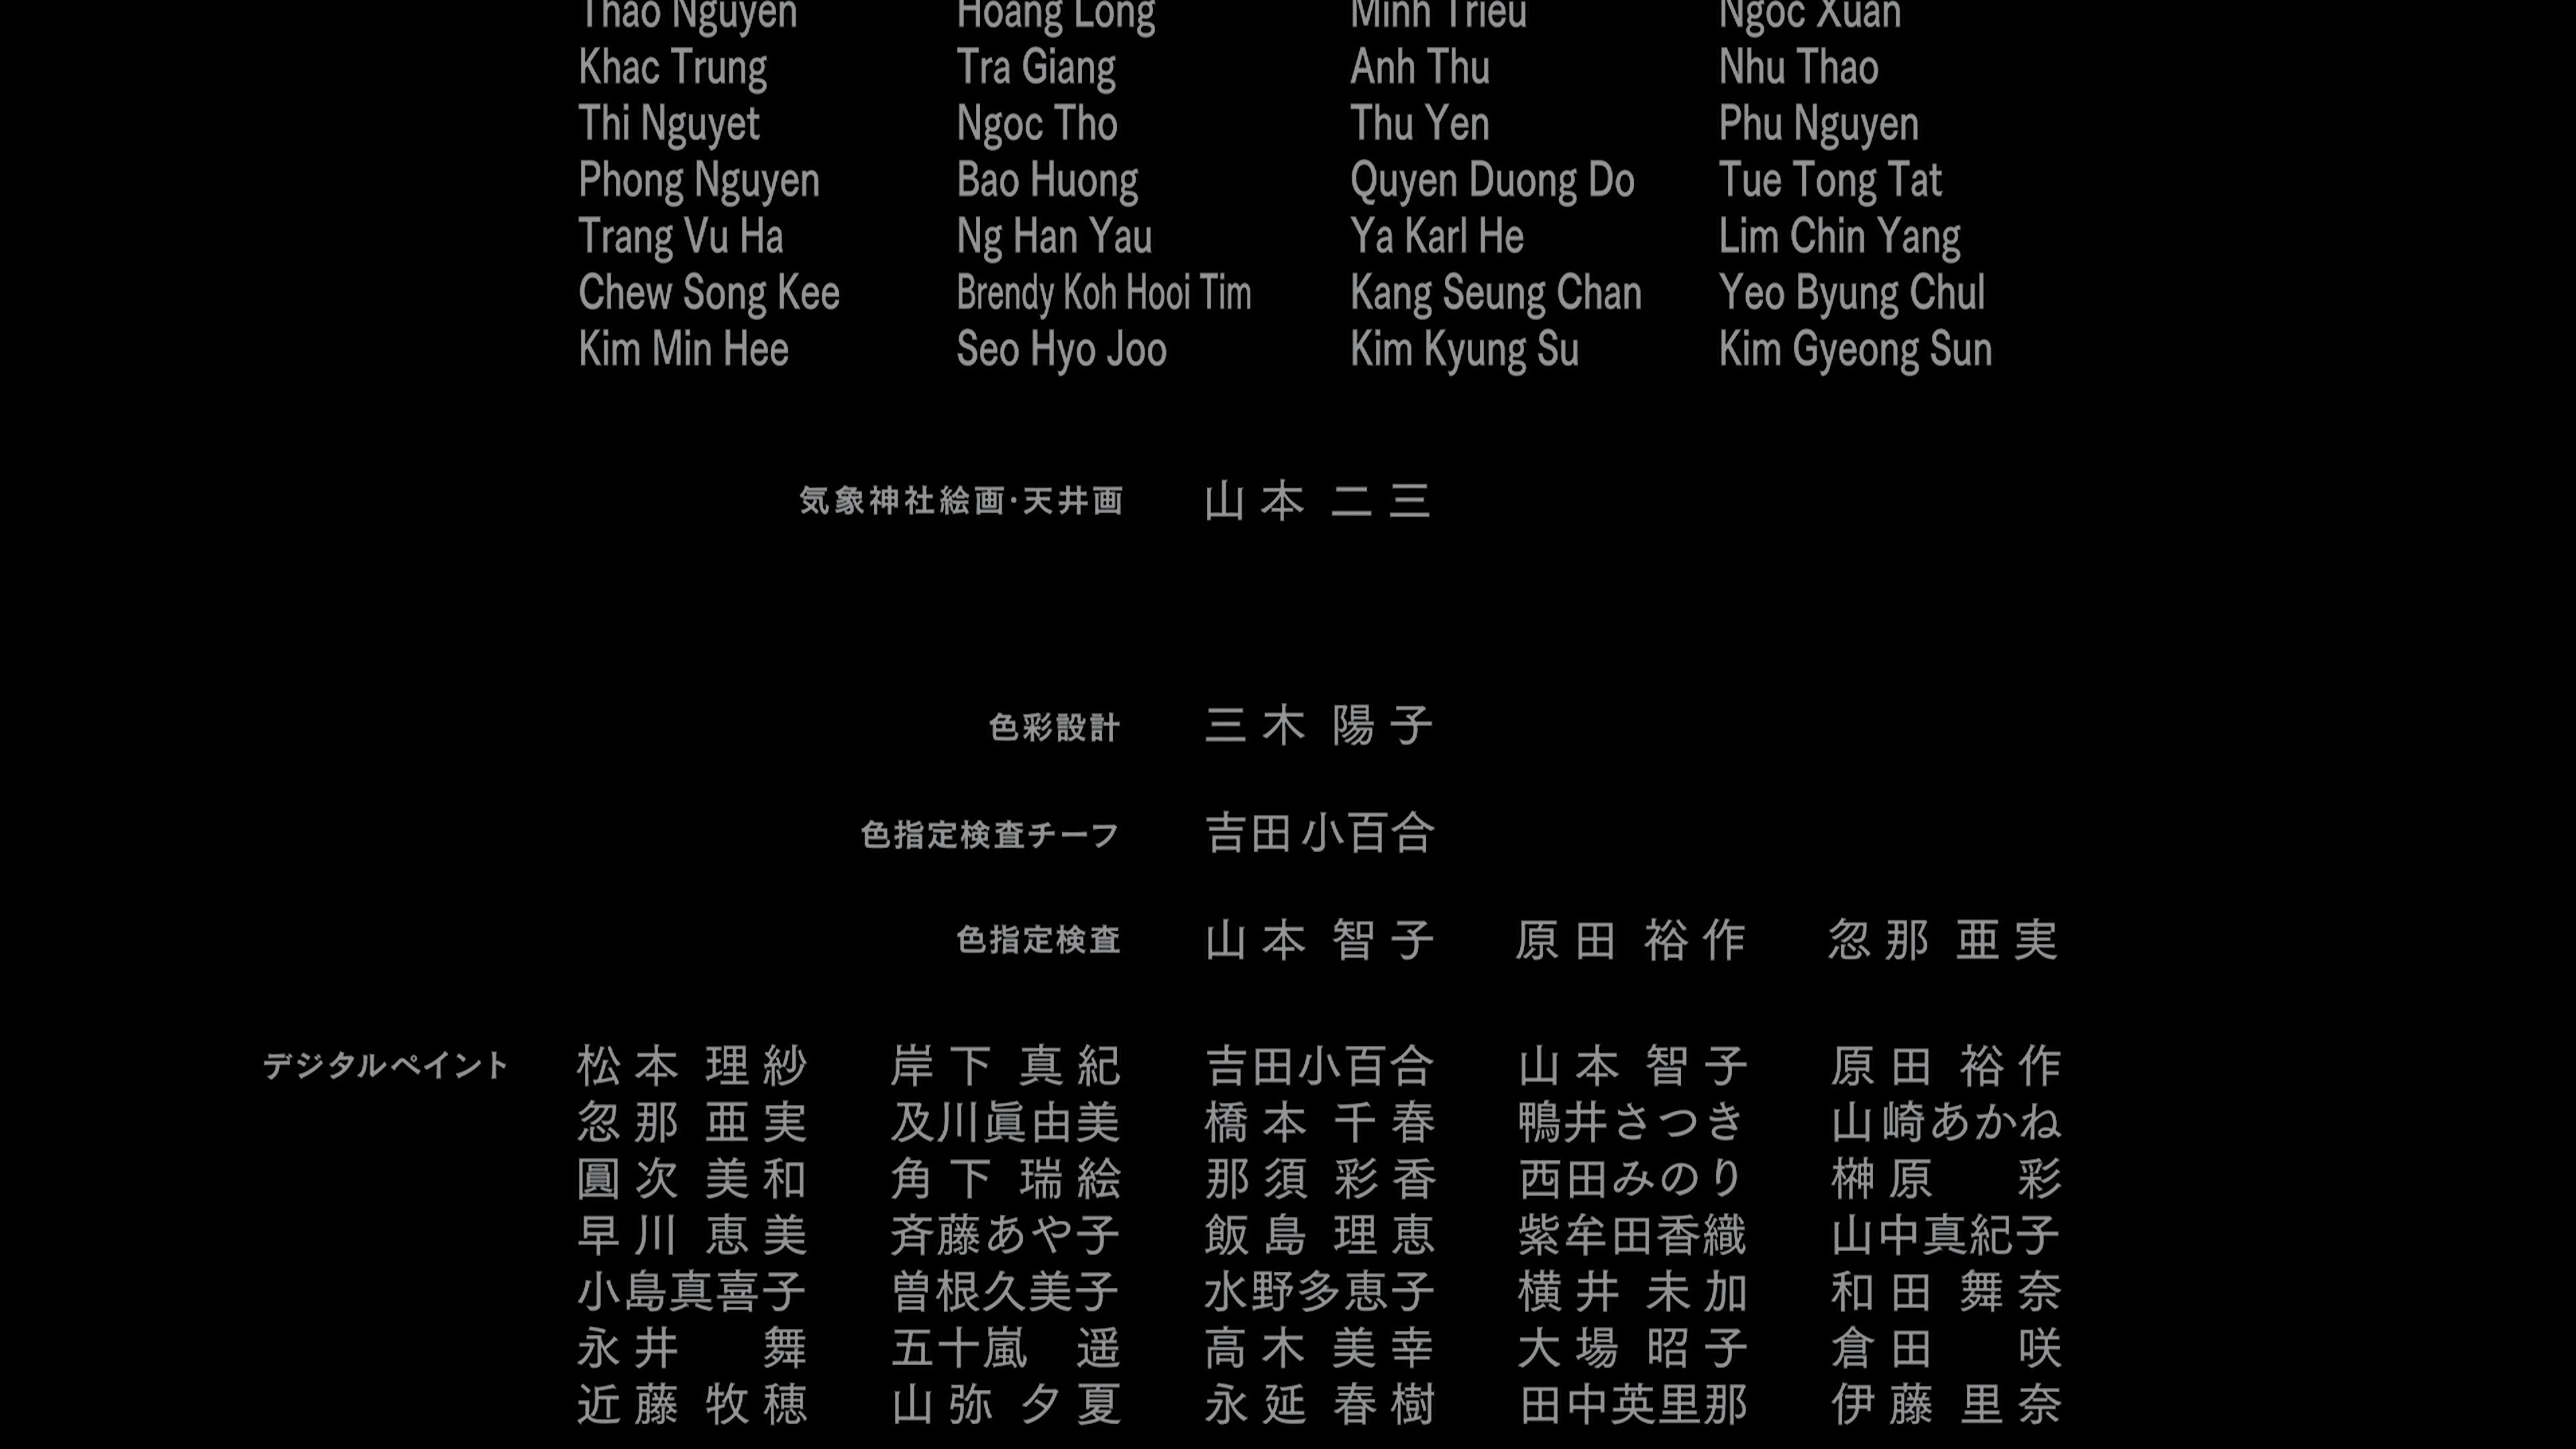 Thao Nguyen Hoang Long Minh Trieu Ngoc Xuan
Khac Trung Tra Giang Anh Thu Nhu Thao
Thi Nguyet Ngoc Tho Thu Yen Phu Nguyen
Phong Nguyen Bao Huong Quyen Duong Do Tue Tong Tat
Trang Vu Ha Ng Han Yau Ya Karl He Lim Chin Yang
Chew Song Kee Brendy Koh Hooi Tim Kang Seung Chan Yeo Byung Chul
Kim Min Hee Seo Hyo Joo Kim Kyung Su Kim Gyeong Sun
気象神社絵画・天井画 山本 二三
色彩設計 三木 陽子
色指定検査チーフ 吉田小百合
色指定検査 山本 智子 原田 裕作 忽那 亜実
デジタルペイント 松本 理紗 岸下 真紀 吉田小百合 山本 智子 原田 裕作
忽那 亜実 及川眞由美 橋本 千春 鴨井さつき 山崎あかね
圓次 美和 角下 瑞絵 那須 彩香 西田みのり 榊原 彩
早川 恵美 斉藤あや子 飯島 理恵 紫牟田香織 山中真紀子
小島真喜子 曽根久美子 水野多恵子 横井 未加 和田 舞奈
永井 舞 五十嵐 遥 高木 美幸 大場 昭子 倉田 咲
近藤 牧穂 山弥 夕夏 永延 春樹 田中英里那 伊藤 里奈